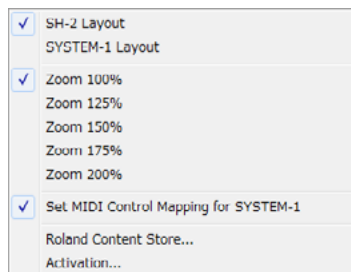 SH-2 Layout
SYSTEM-1 Layout
Zoom 100%
Zoom 125%
Zoom 150%
Zoom 175%
Zoom 200%
Set MIDI Control Mapping for SYSTEM-1
Roland Content Store...
Activation...